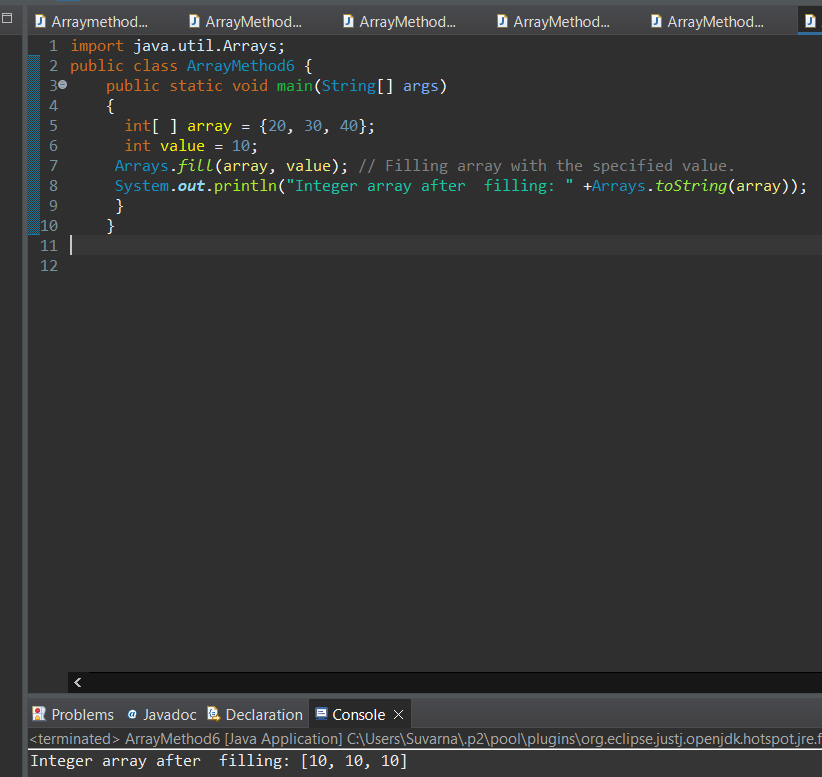 Arraymethod... ArrayMethod... ArrayMethod... ArrayMethod... ArrayMethod...
1 import java.util.Arrays;
2 public class ArrayMethod6 {
3 public static void main(String[] args)
4 {
5 int[ ] array = {20, 30, 40};
6 int value = 10;
7 Arrays.fill(array, value); // Filling array with the specified value.
8 System.out.println("Integer array after  filling: " +Arrays.toString(array));
9 }
10 }
11
12
Problems @ Javadoc Declaration Console
<terminated> ArrayMethod6 [Java Application] C:\Users\Suvarna\.p2\pool\plugins\org.eclipse.justj.openjdk.hotspot.jre.f
Integer array after  filling: [10, 10, 10]